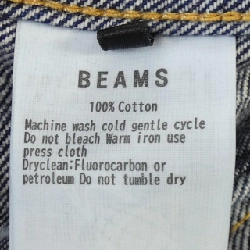 BEAMS
100% Cotton
Machine wash cold gentle cycle
Do not bleach Warm iron use
press cloth
Dryclean:Fluorocarbon or
petroleum Do not tumble dry